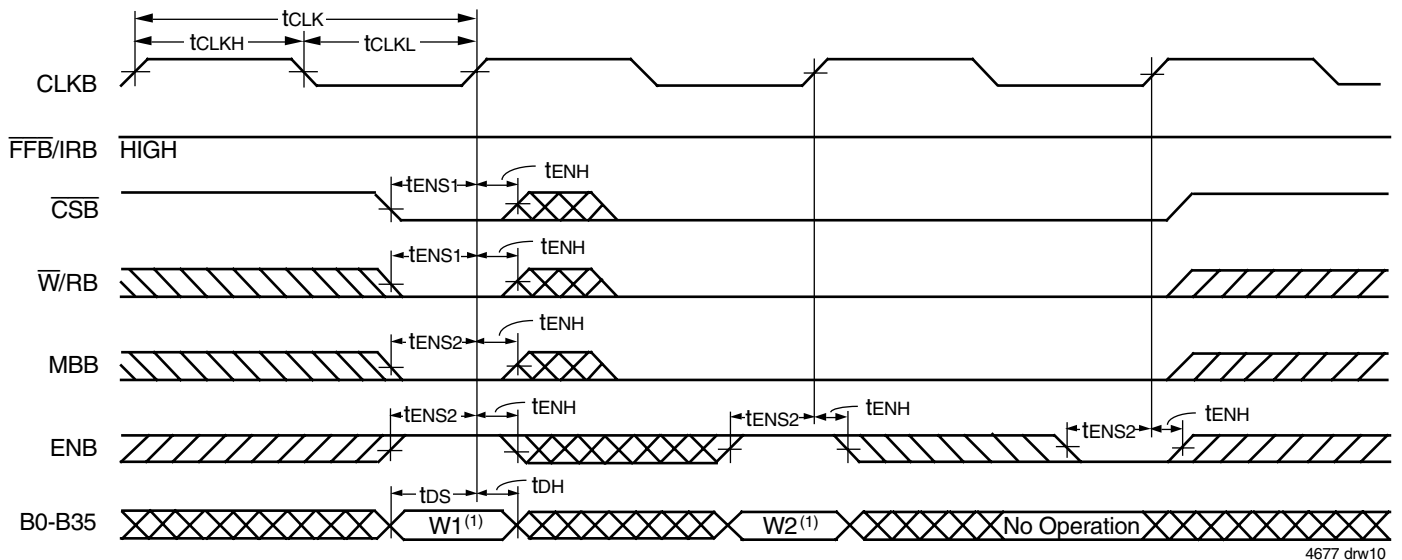 tCLK
tCLKH tCLKL
CLKB
FFB/IRB HIGH
tENS1 tENH
CSB
tENS1 tENH
W/RB
tENS2 tENH
MBB
tENS2 tENH tENS2 tENH tENS2 tENH
ENB
tDS tDH
B0-B35 W1(1) W2(1) No Operation
4677 drw10